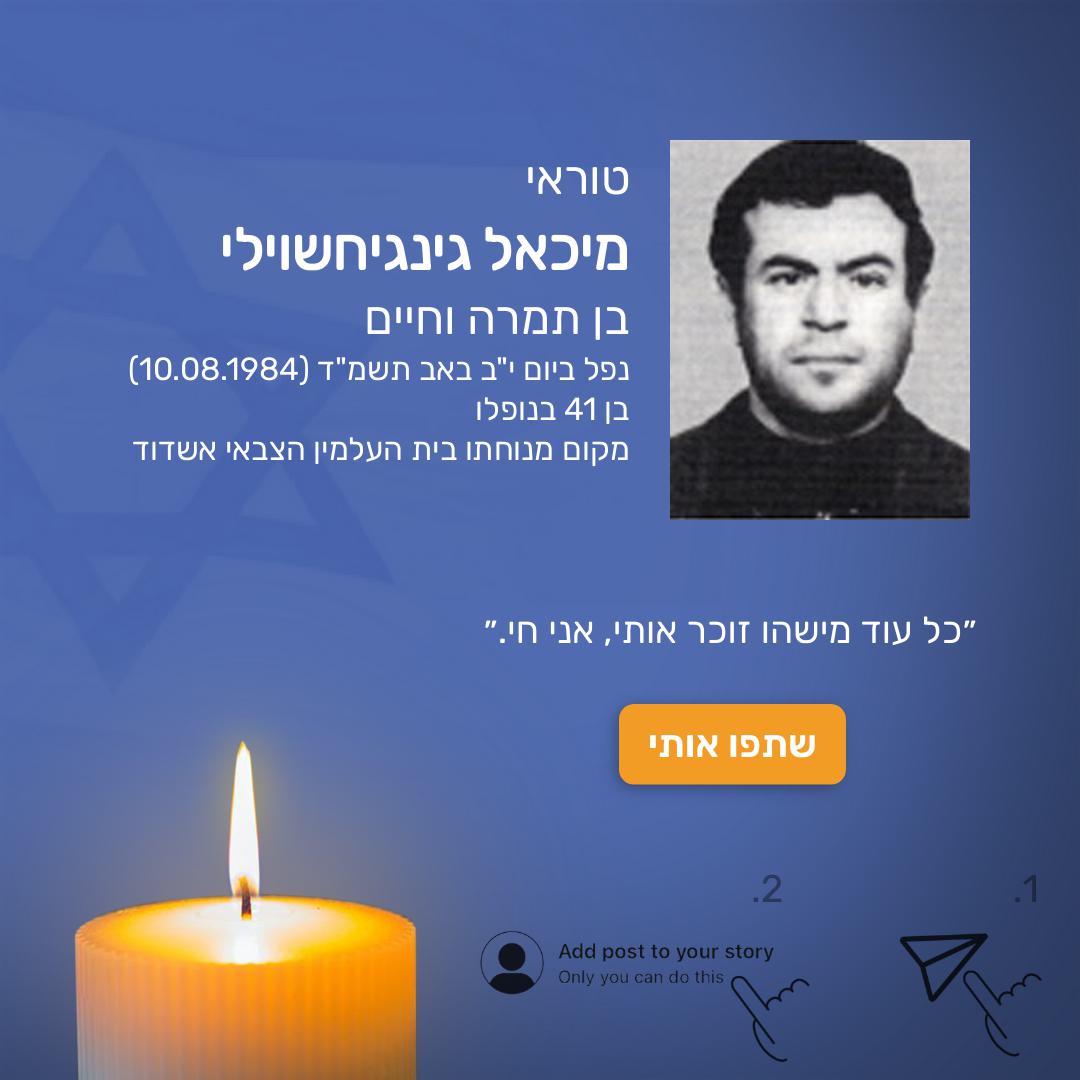 טוראי
מיכאל גינגיחשוילי
בן תמרה וחיים
נפל ביום י"ב באב תשמ"ד (10.08.1984)
בן 41 בנופלו
מקום מנוחתו בית העלמין הצבאי אשדוד
״כל עוד מישהו זוכר אותי, אני חי.״
שתפו אותי
.1
.2
Add post to your story
Only you can do this